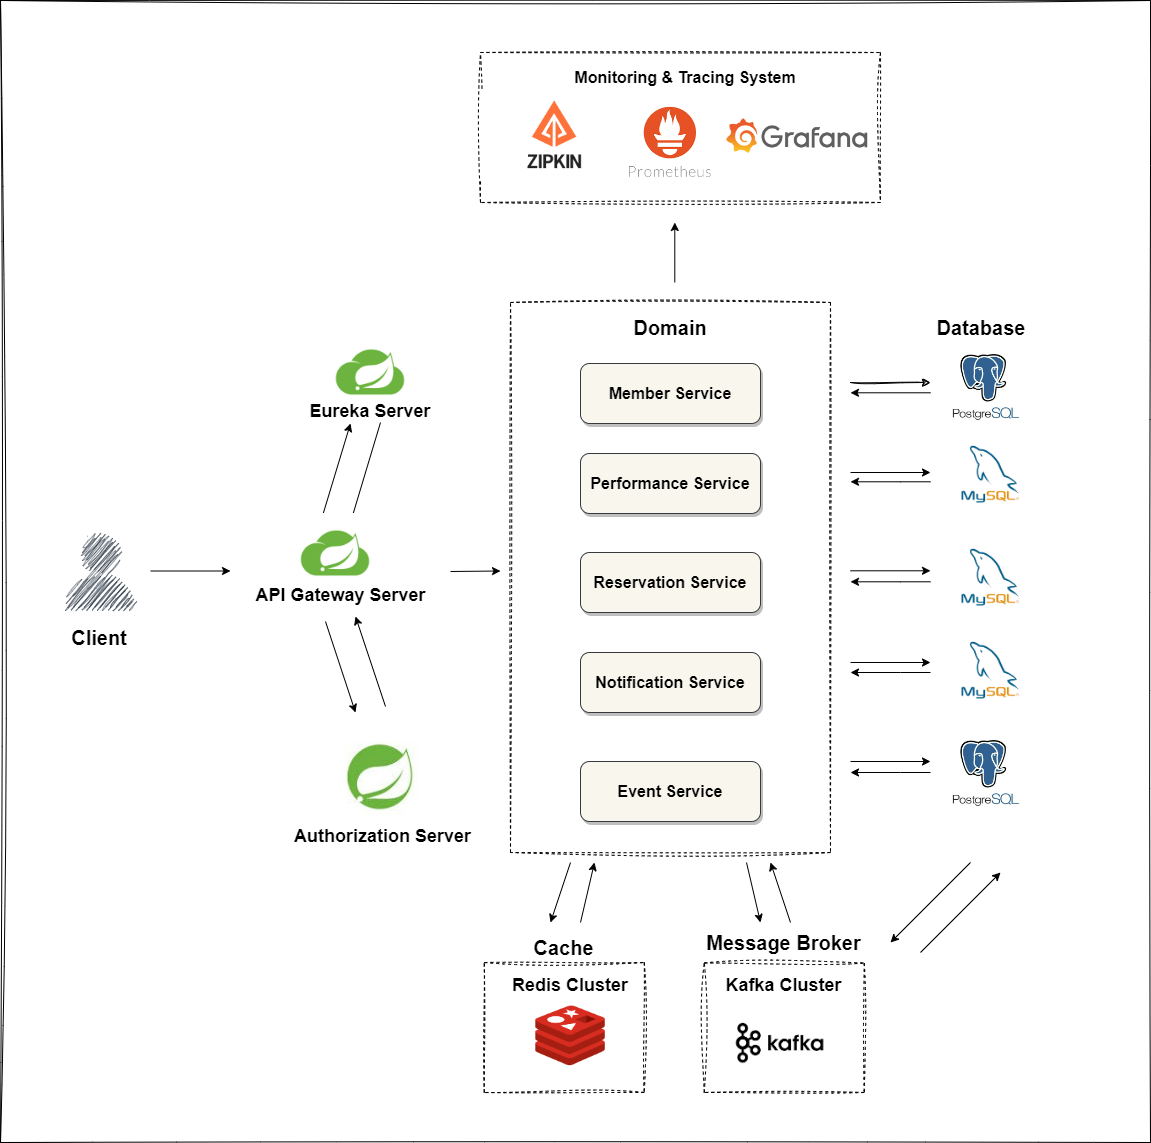 Monitoring & Tracing System
ZIPKIN
Prometheus
Grafana
Domain
Database
Member Service
PostgreSQL
Eureka Server
Performance Service
MySQL
API Gateway Server
Reservation Service
MySQL
Client
Notification Service
MySQL
Event Service
PostgreSQL
Authorization Server
Cache
Message Broker
Redis Cluster
Kafka Cluster
kafka